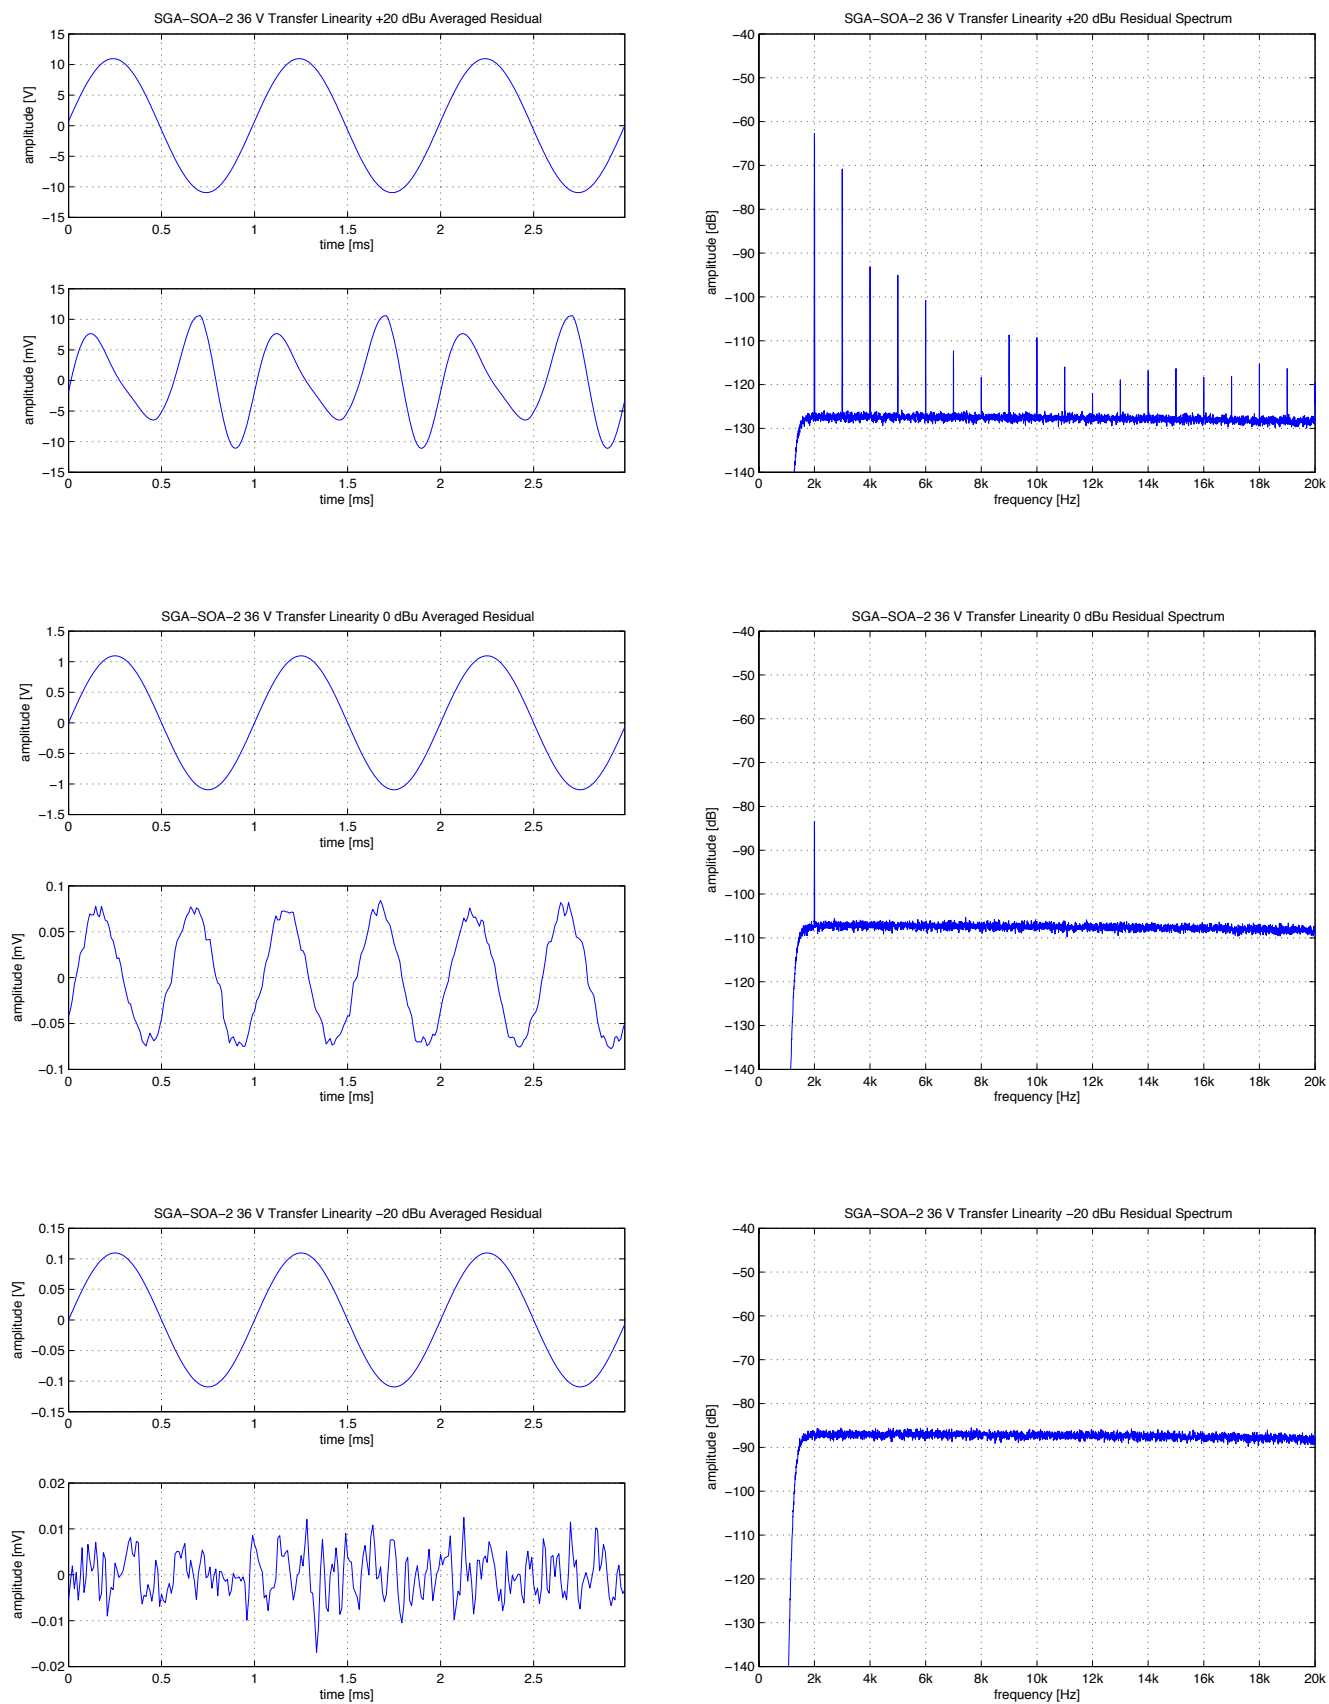 SGA−SOA−2 36 V Transfer Linearity +20 dBu Averaged Residual
15
10
5
0
−5
−10
−15
amplitude [V]
0 0.5 1 1.5 2 2.5
time [ms]
15
10
5
0
−5
−10
−15
amplitude [mV]
0 0.5 1 1.5 2 2.5
time [ms]
SGA−SOA−2 36 V Transfer Linearity +20 dBu Residual Spectrum
−40
−50
−60
−70
−80
−90
−100
−110
−120
−130
−140
amplitude [dB]
0 2k 4k 6k 8k 10k 12k 14k 16k 18k 20k
frequency [Hz]
SGA−SOA−2 36 V Transfer Linearity 0 dBu Averaged Residual
1.5
1
0.5
0
−0.5
−1
−1.5
amplitude [V]
0 0.5 1 1.5 2 2.5
time [ms]
0.1
0.05
0
−0.05
−0.1
amplitude [mV]
0 0.5 1 1.5 2 2.5
time [ms]
SGA−SOA−2 36 V Transfer Linearity 0 dBu Residual Spectrum
−40
−50
−60
−70
−80
−90
−100
−110
−120
−130
−140
amplitude [dB]
0 2k 4k 6k 8k 10k 12k 14k 16k 18k 20k
frequency [Hz]
SGA−SOA−2 36 V Transfer Linearity −20 dBu Averaged Residual
0.15
0.1
0.05
0
−0.05
−0.1
−0.15
amplitude [V]
0 0.5 1 1.5 2 2.5
time [ms]
0.02
0.01
0
−0.01
−0.02
amplitude [mV]
0 0.5 1 1.5 2 2.5
time [ms]
SGA−SOA−2 36 V Transfer Linearity −20 dBu Residual Spectrum
−40
−50
−60
−70
−80
−90
−100
−110
−120
−130
−140
amplitude [dB]
0 2k 4k 6k 8k 10k 12k 14k 16k 18k 20k
frequency [Hz]